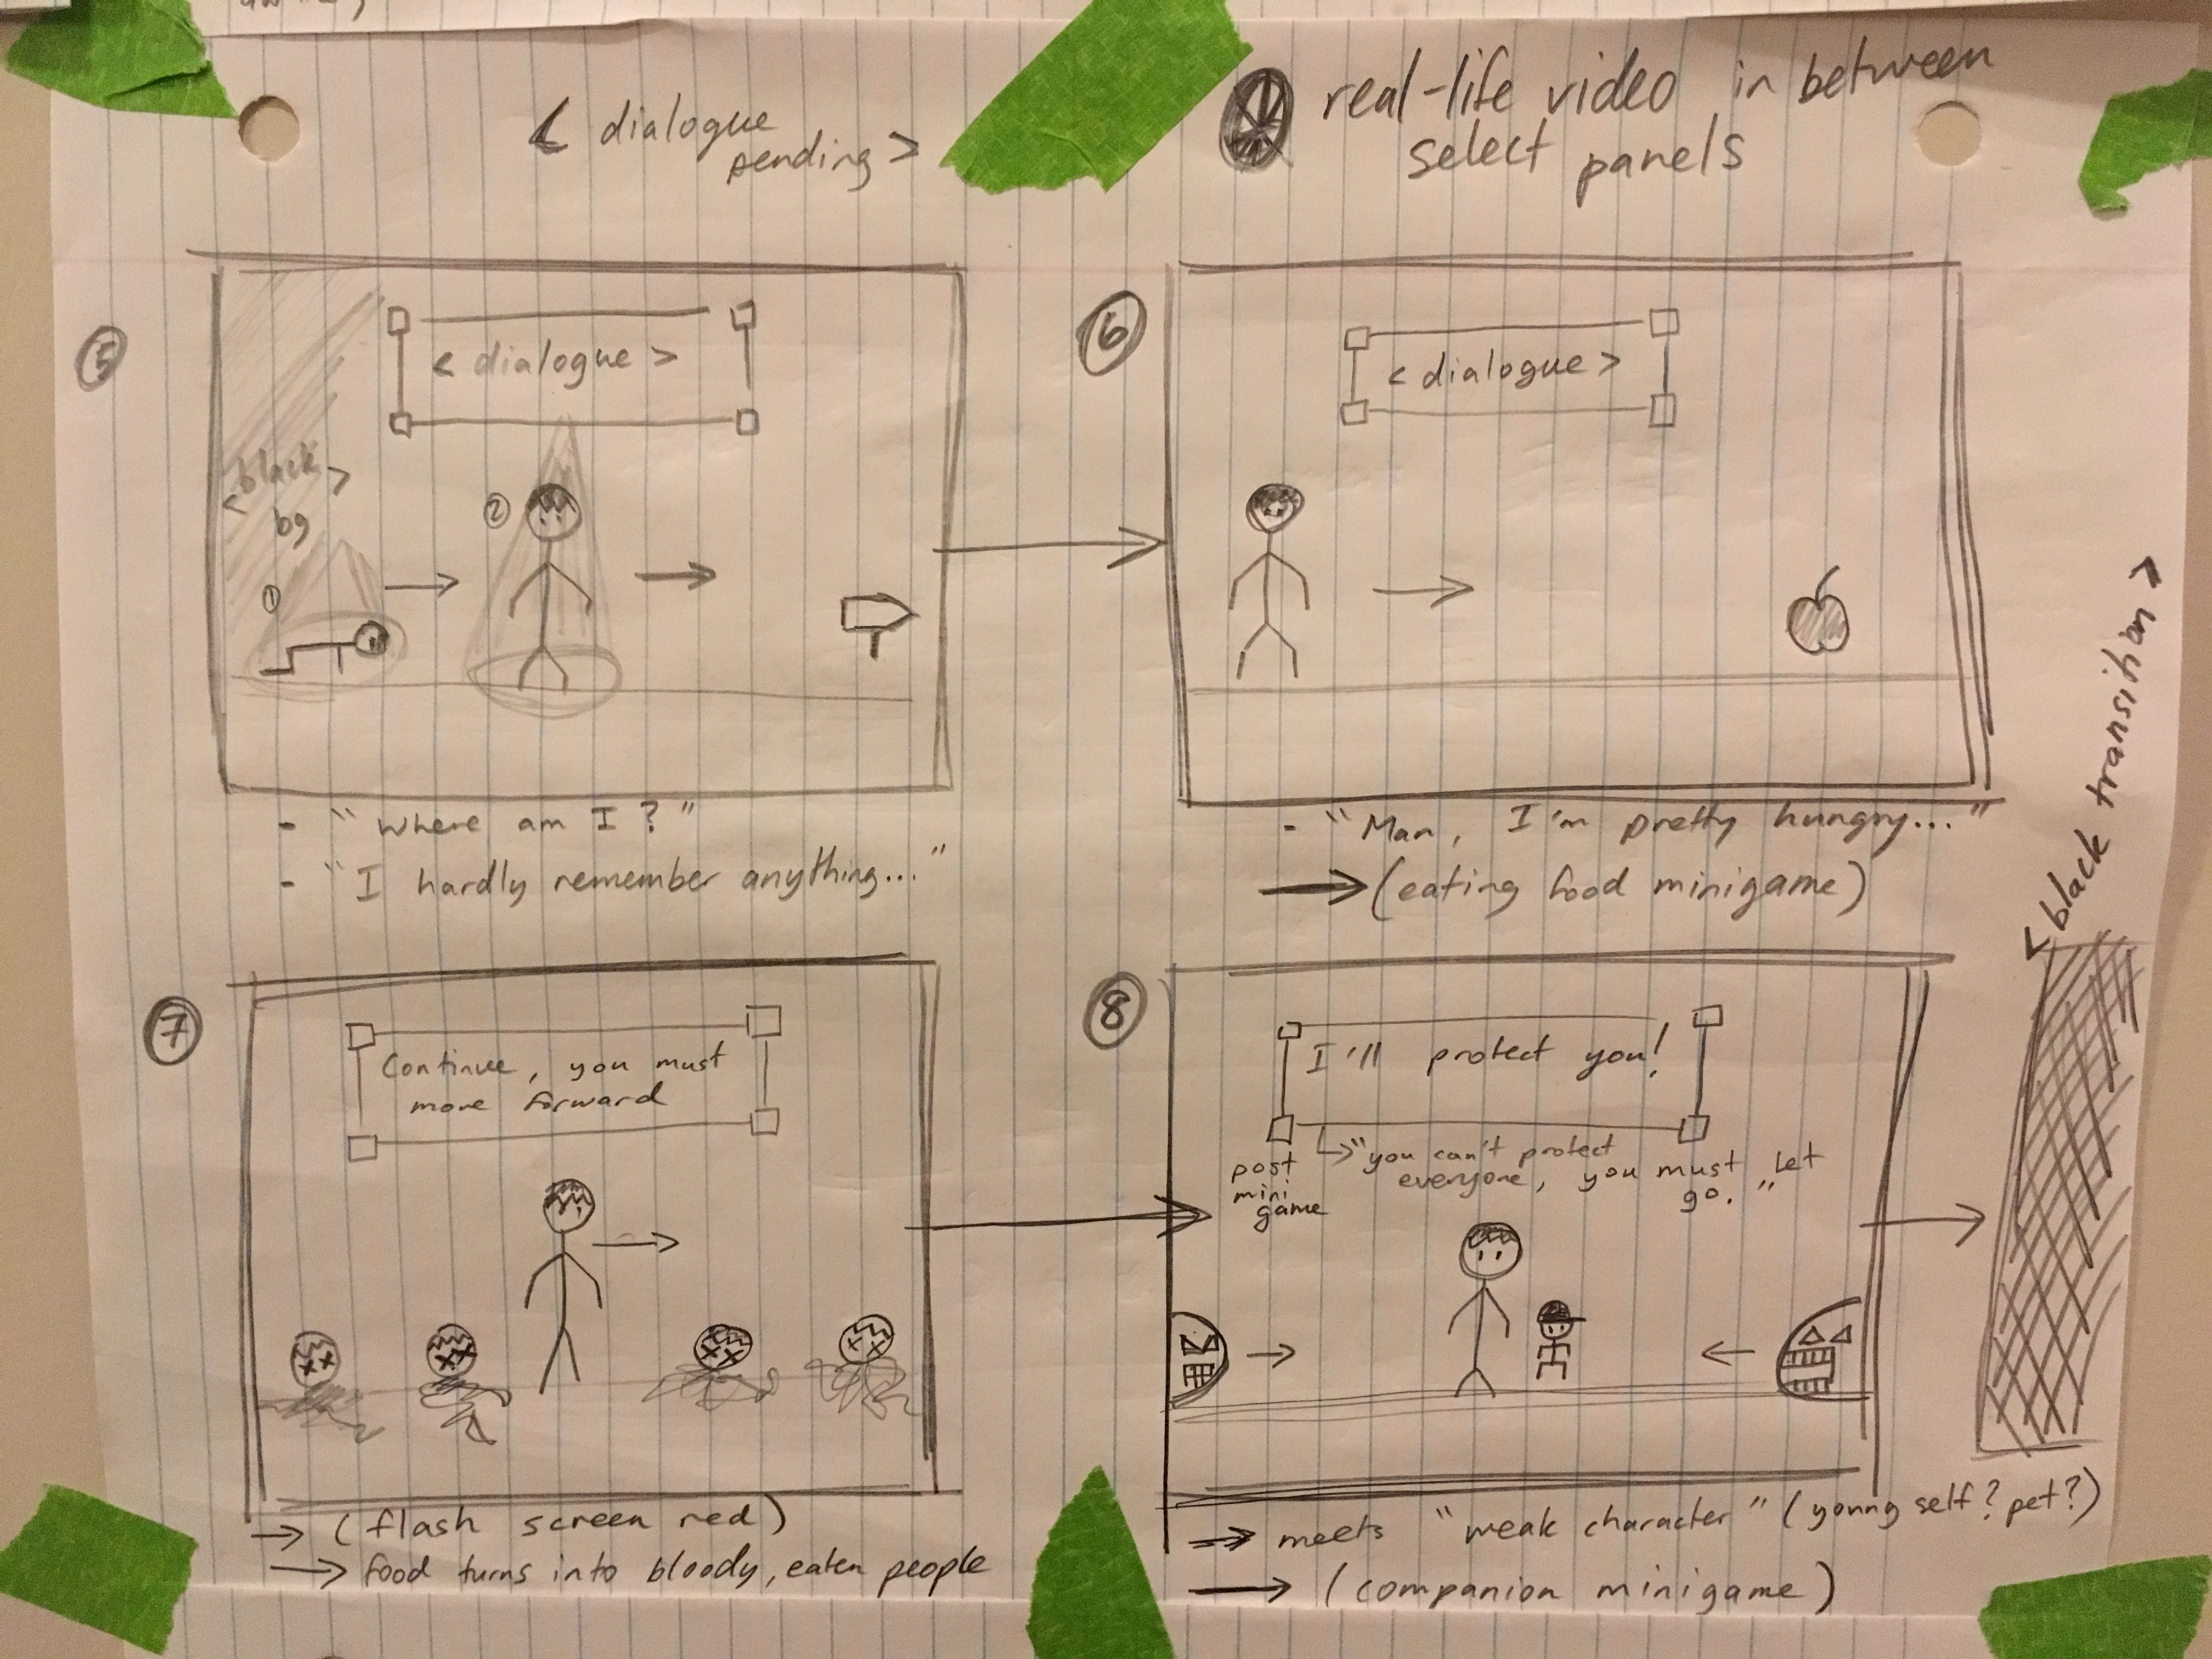 < dialogue
pending >
real-life video in between
select panels
5
< dialogue >
<black>
bg
1
2
- "Where am I?"
- "I hardly remember anything..."
6
< dialogue >
- "Man, I'm pretty hungry..."
(eating food minigame)
<black transition>
7
Continue, you must
move forward
(flash screen red)
food turns into bloody, eaten people
8
I'll protect you!
"you can't protect
everyone, you must let
go."
post
mini
game
meets "weak character" (young self? pet?)
(companion minigame)